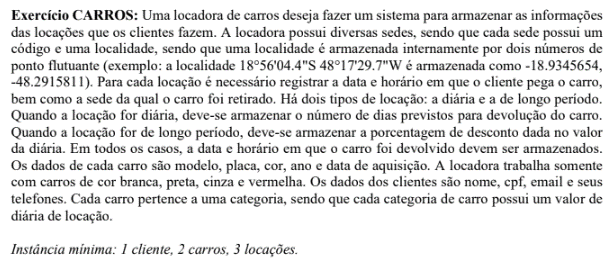 Exercício CARROS: Uma locadora de carros deseja fazer um sistema para armazenar as informações
das locações que os clientes fazem. A locadora possui diversas sedes, sendo que cada sede possui um
código e uma localidade, sendo que uma localidade é armazenada internamente por dois números de
ponto flutuante (exemplo: a localidade 18°56'04.4"S 48°17'29.7"W é armazenada como -18.9345654,
-48.2915811). Para cada locação é necessário registrar a data e horário em que o cliente pega o carro,
bem como a sede da qual o carro foi retirado. Há dois tipos de locação: a diária e a de longo período.
Quando a locação for diária, deve-se armazenar o número de dias previstos para devolução do carro.
Quando a locação for de longo período, deve-se armazenar a porcentagem de desconto dada no valor
da diária. Em todos os casos, a data e horário em que o carro foi devolvido devem ser armazenados.
Os dados de cada carro são modelo, placa, cor, ano e data de aquisição. A locadora trabalha somente
com carros de cor branca, preta, cinza e vermelha. Os dados dos clientes são nome, cpf, email e seus
telefones. Cada carro pertence a uma categoria, sendo que cada categoria de carro possui um valor de
diária de locação.
Instância mínima: 1 cliente, 2 carros, 3 locações.